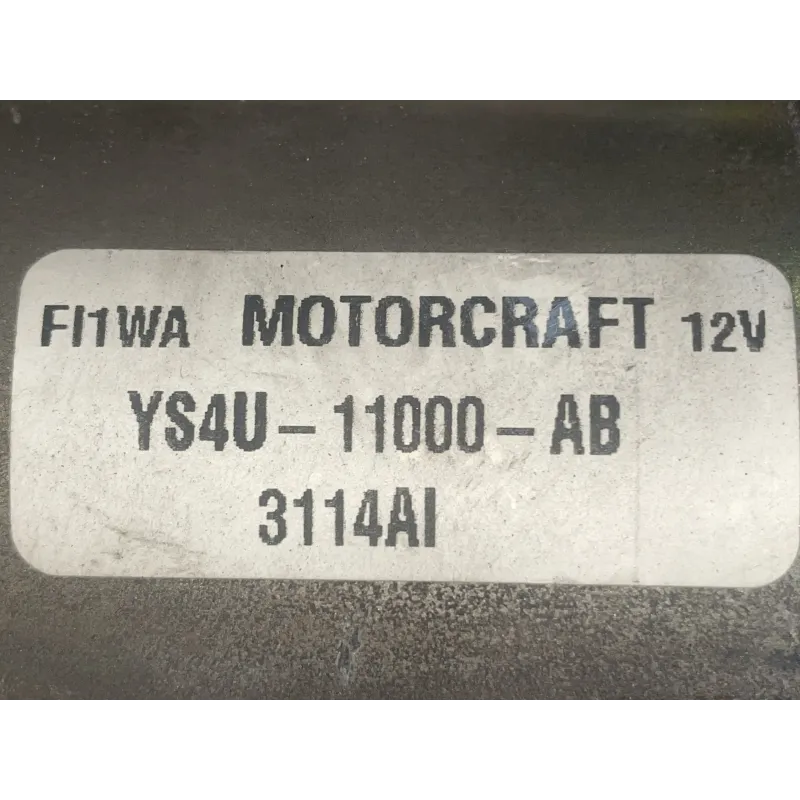 FI1WA MOTORCRAFT 12V
YS4U-11000-AB
3114AI